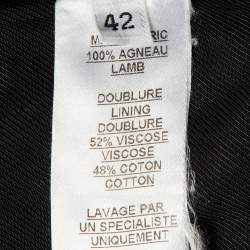 42
100% AGNEAU
LAMB
DOUBLURE
LINING
DOUBLURE
52% VISCOSE
VISCOSE
48% COTON
COTTON
LAVAGE PAR
UN SPECIALISTE
UNIQUEMENT